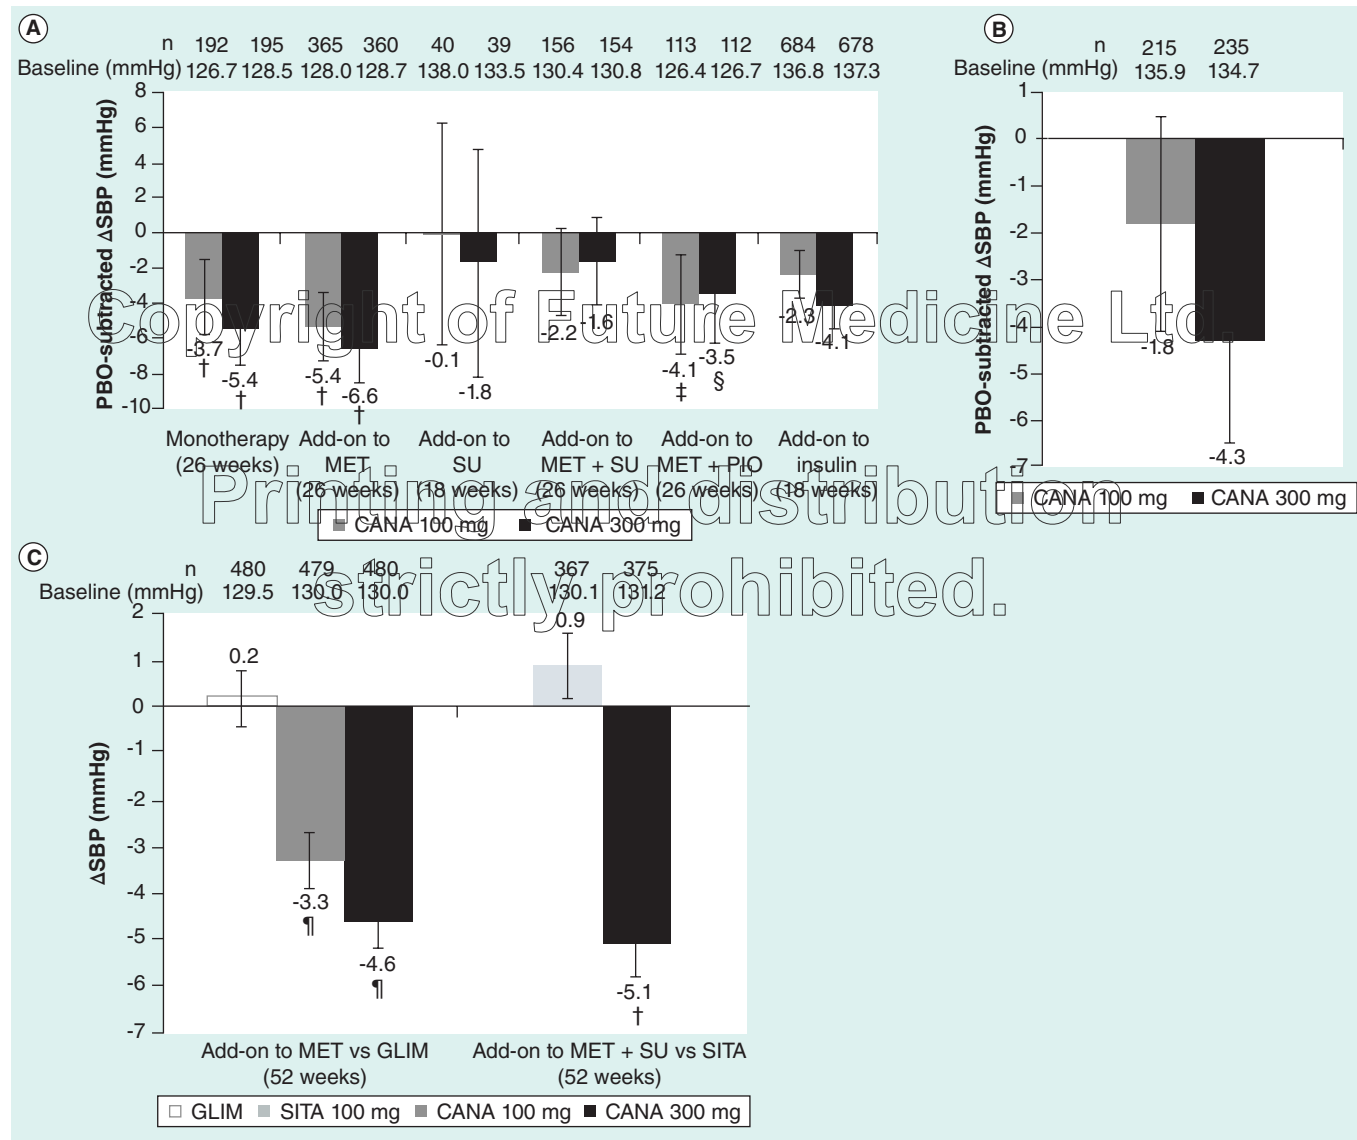 A
n 192 195 365 360 40 39 156 154 113 112 684 678
Baseline (mmHg) 126.7 128.5 128.0 128.7 138.0 133.5 130.4 130.8 126.4 126.7 136.8 137.3
PBO-subtracted ΔSBP (mmHg)
8
6
4
2
0
-2
-4
-6
-8
-10
-3.7
†
-5.4
†
-5.4
†
-6.6
†
-0.1
-1.8
-2.2
-1.6
-4.1
‡
-3.5
§
-2.3
-4.1
Monotherapy
(26 weeks)
Add-on to
MET
(26 weeks)
Add-on to
SU
(18 weeks)
Add-on to
MET + SU
(26 weeks)
Add-on to
MET + PIO
(26 weeks)
Add-on to
insulin
(18 weeks)
CANA 100 mg CANA 300 mg
B
n 215 235
Baseline (mmHg) 135.9 134.7
PBO-subtracted ΔSBP (mmHg)
1
0
-1
-2
-3
-4
-5
-6
-7
-1.8
-4.3
CANA 100 mg CANA 300 mg
Copyright of Future Medicine Ltd.
Printing and distribution
strictly prohibited.
C
n 480 479 480 367 375
Baseline (mmHg) 129.5 130.0 130.0 130.1 131.2
ΔSBP (mmHg)
2
1
0
-1
-2
-3
-4
-5
-6
-7
0.2
-3.3
¶
-4.6
¶
0.9
-5.1
†
Add-on to MET vs GLIM
(52 weeks)
Add-on to MET + SU vs SITA
(52 weeks)
GLIM SITA 100 mg CANA 100 mg CANA 300 mg